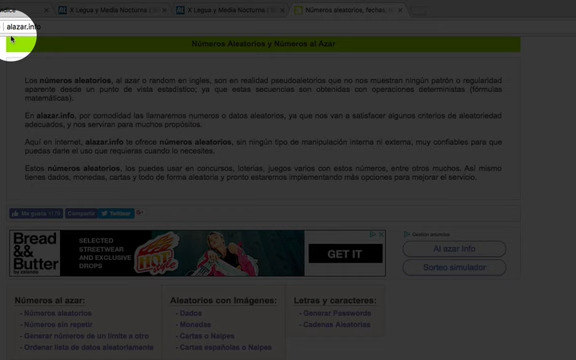 X Legua y Media Nocturna (
X Legua y Media Nocturna (
Números aleatorios, fechas,
alazar.info
Números Aleatorios y Números al Azar
Los números aleatorios, al azar o random en ingles, son en realidad pseudoaleatorios que no nos muestran ningún patrón o regularidad
aparente desde un punto de vista estadístico, ya que estas secuencias son obtenidas con operaciones deterministas (fórmulas
matemáticas).
En alazar.info, por comodidad las llamaremos números o datos aleatorios, ya que nos van a satisfacer algunos criterios de aleatoriedad
adecuados, y nos serviran para muchos propósitos.
Aquí en internet, alazar.info te ofrece números aleatorios, sin ningún tipo de manipulación interna ni externa, muy confiables para que
puedas darle el uso que requieras cuando lo necesites.
Estos números aleatorios, los puedes usar en concursos, loterias, juegos varios con estos números, entre otros muchos. Así mismo
tienes dados, monedas, cartas y todo de forma aleatorio y pronto estaremos implementando más opciones para mejorar el servicio.
Me gusta
Compartir
Twittear
Bread
&&
Butter
SELECTED
STREETWEAR
AND EXCLUSIVE
DROPS
GET IT
Al azar info
Sorteo simulador
Números al azar:
- Números aleatorios
- Números sin repetir
- Generar números de un limite a otro
- Ordenar lista de datos aleatoriamente
Aleatorios con Imágenes:
- Dados
- Monedas
- Cartas o Naipes
- Cartas españolas o Naipes
Letras y caracteres:
- Generar Passwords
- Cadenas Aleatorias